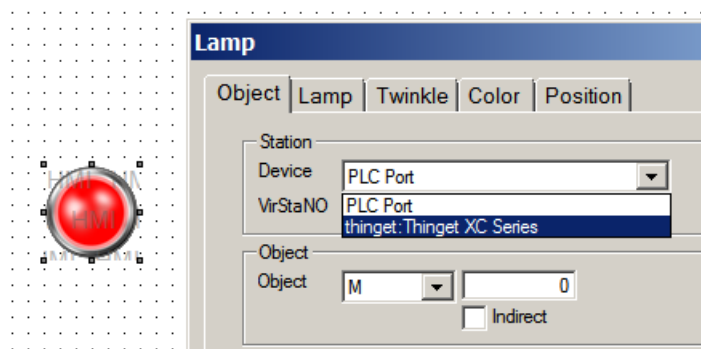 Lamp
Object Lamp Twinkle Color Position
Station
Device PLC Port
VirStaNO PLC Port
thinget:Thinget XC Series
Object
Object M 0
Indirect
HMI